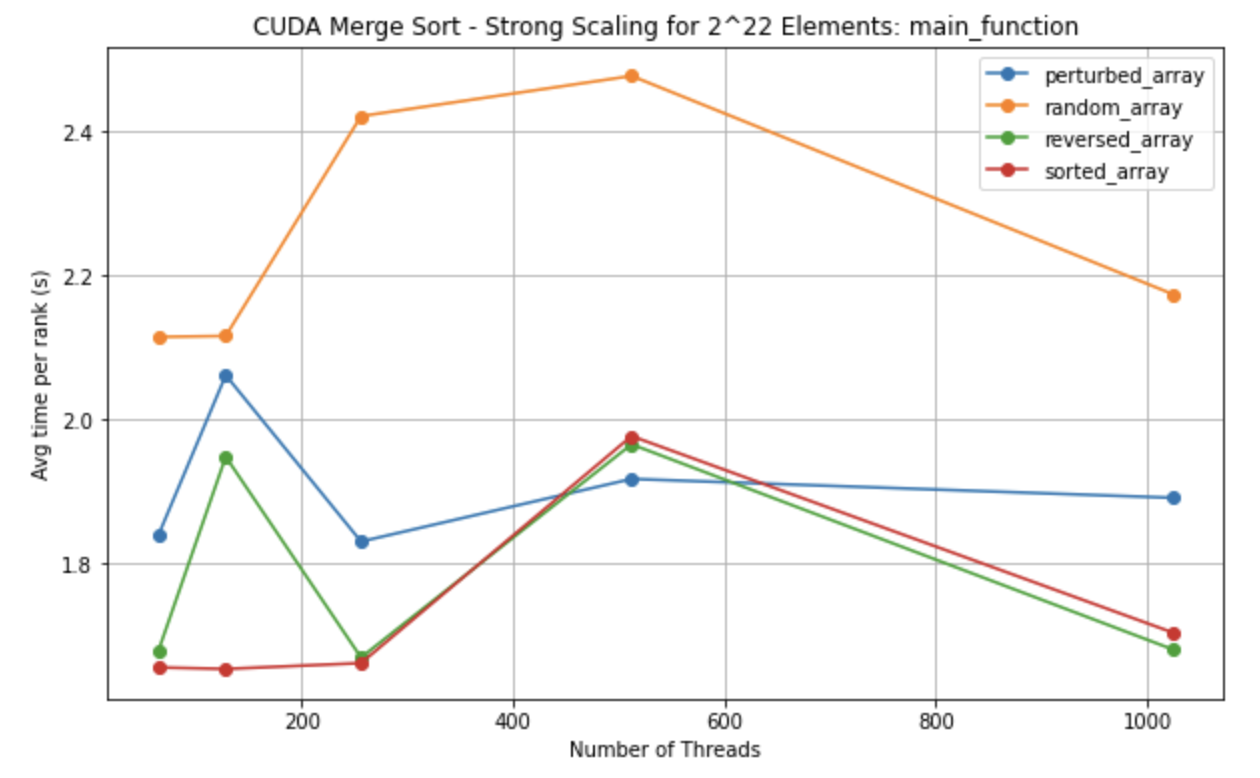 CUDA Merge Sort - Strong Scaling for 2^22 Elements: main_function
perturbed_array
random_array
reversed_array
sorted_array
Avg time per rank (s)
2.4
2.2
2.0
1.8
200 400 600 800 1000
Number of Threads